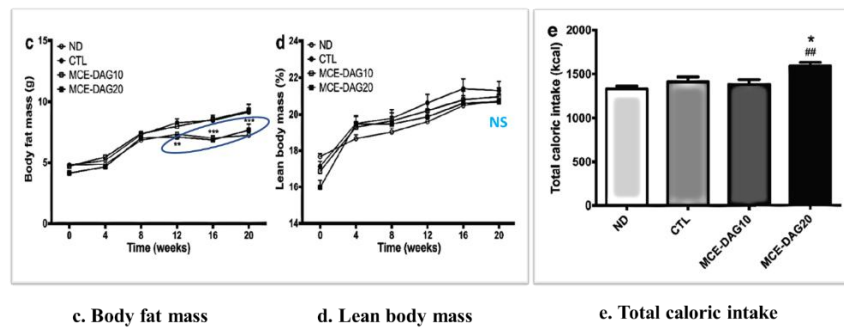 c
ND
CTL
MCE-DAG10
MCE-DAG20
Body fat mass (g)
15
10
5
0
**
***
***
0 4 8 12 16 20
Time (weeks)
d
ND
CTL
MCE-DAG10
MCE-DAG20
Lean body mass (%)
24
22
20
18
16
14
NS
0 4 8 12 16 20
Time (weeks)
e
Total caloric intake (kcal)
2000
1500
1000
500
0
*
##
ND
CTL
MCE-DAG10
MCE-DAG20
c. Body fat mass
d. Lean body mass
e. Total caloric intake